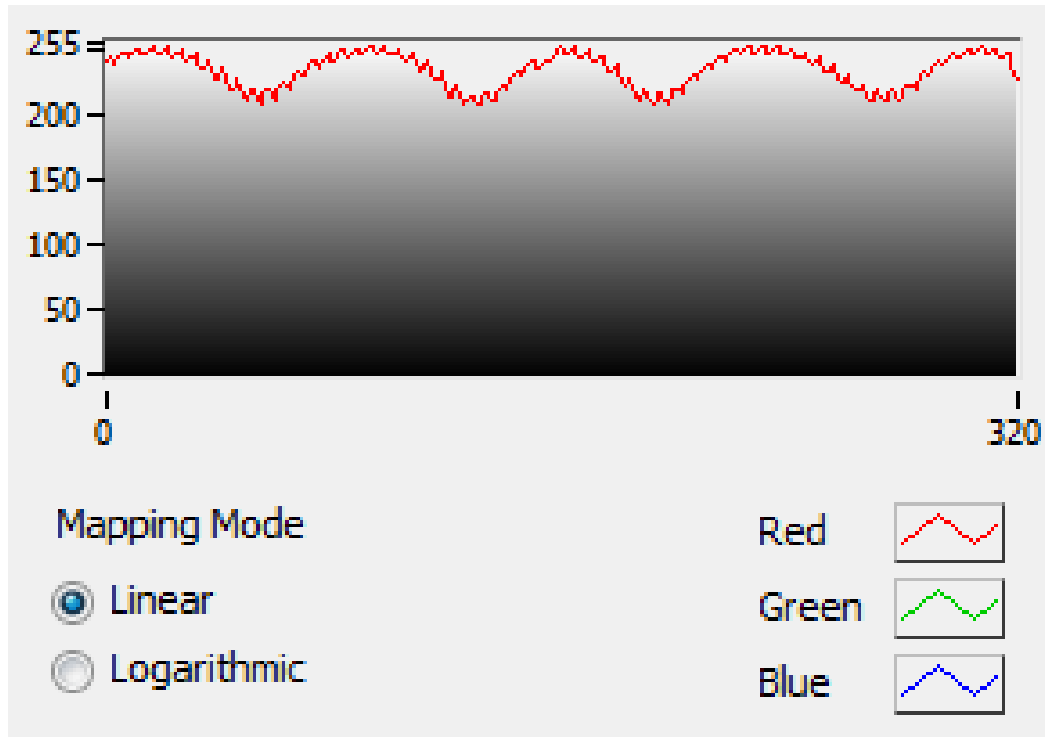 255
200
150
100
50
0
0
320
Mapping Mode
Linear
Logarithmic
Red
Green
Blue